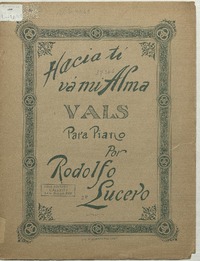 Hacia ti
vá mi Alma
VALS
Para Piano
Por
Rodolfo
Lucero